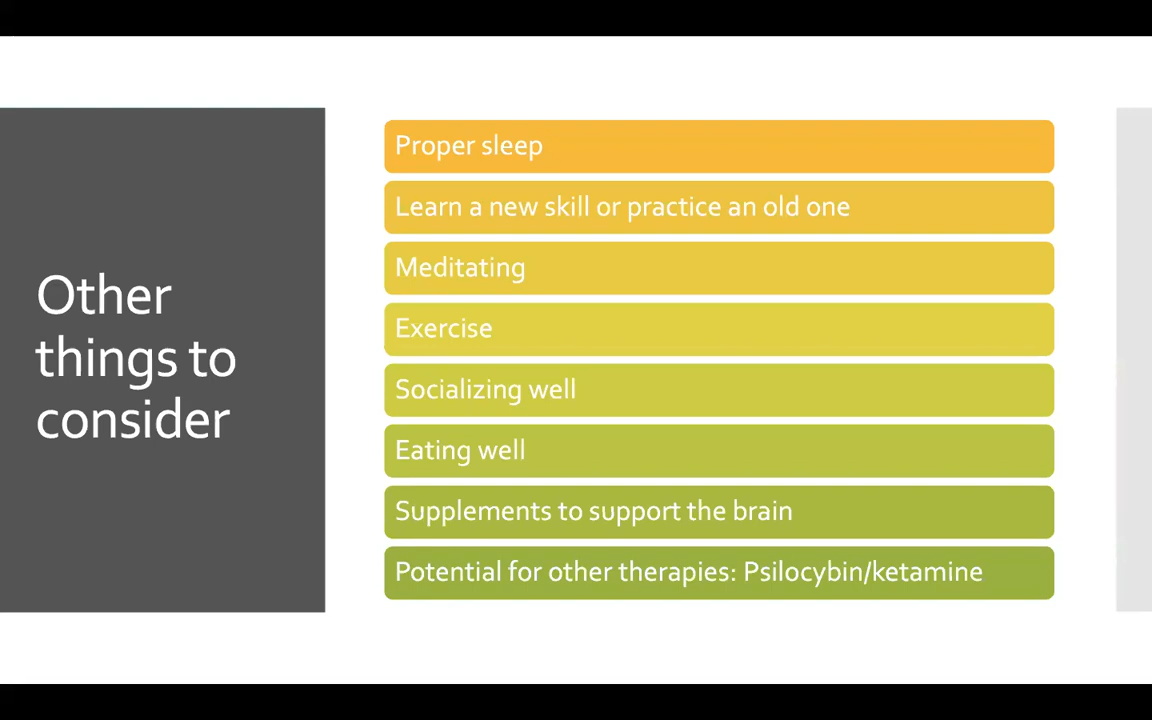 Other
things to
consider
Proper sleep
Learn a new skill or practice an old one
Meditating
Exercise
Socializing well
Eating well
Supplements to support the brain
Potential for other therapies: Psilocybin/ketamine